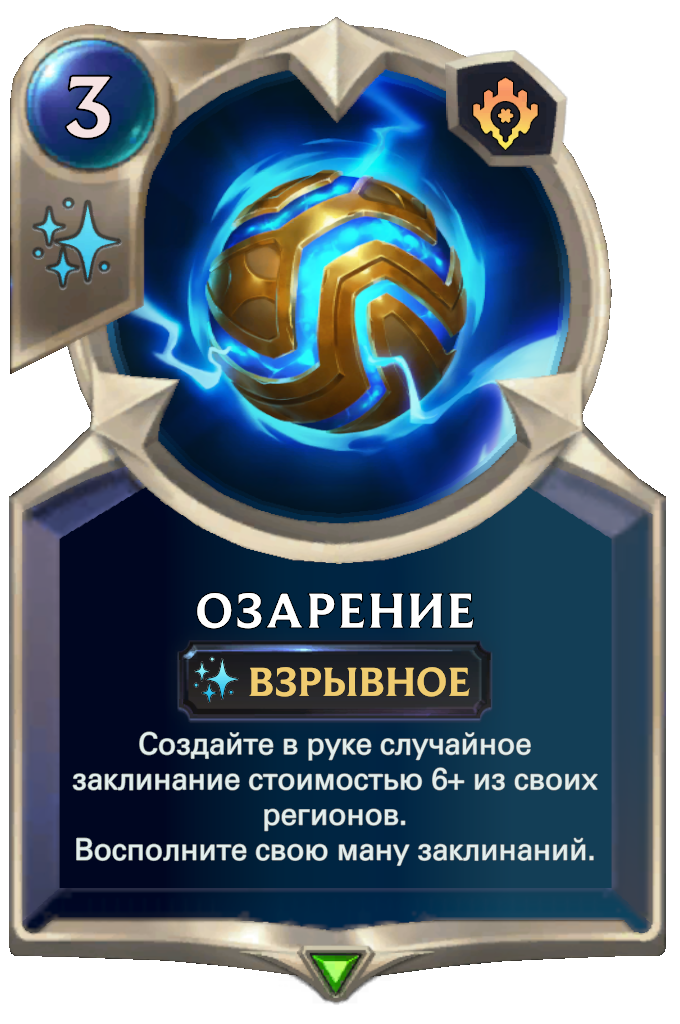 3
ОЗАРЕНИЕ
ВЗРЫВНОЕ
Создайте в руке случайное
заклинание стоимостью 6+ из своих
регионов.
Восполните свою ману заклинаний.